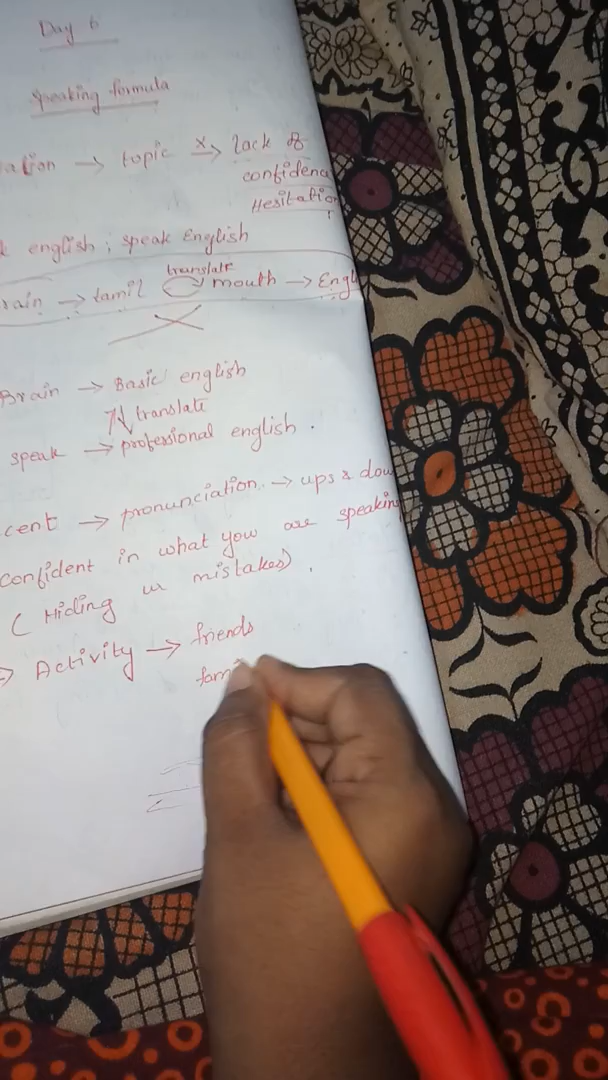 Day 6
Speaking formula
ation → topic x→ lack of
confidenc
Hesitation
k english ; speak English
translate
rain → tamil mouth → Engl
Brain → Basic english
translate
speak → professional english .
cent → pronunciation. → ups & dow
confident in what you are speaking
( Hiding ur mistakes) .
→ Activity → friends
fam